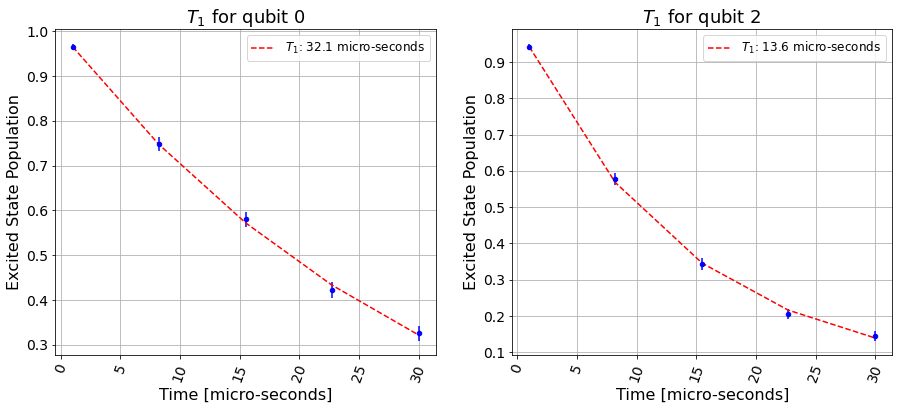 T₁ for qubit 0
T₁: 32.1 micro-seconds
Excited State Population
1.0
0.9
0.8
0.7
0.6
0.5
0.4
0.3
0 5 10 15 20 25 30
Time [micro-seconds]
T₁ for qubit 2
T₁: 13.6 micro-seconds
Excited State Population
0.9
0.8
0.7
0.6
0.5
0.4
0.3
0.2
0.1
0 5 10 15 20 25 30
Time [micro-seconds]